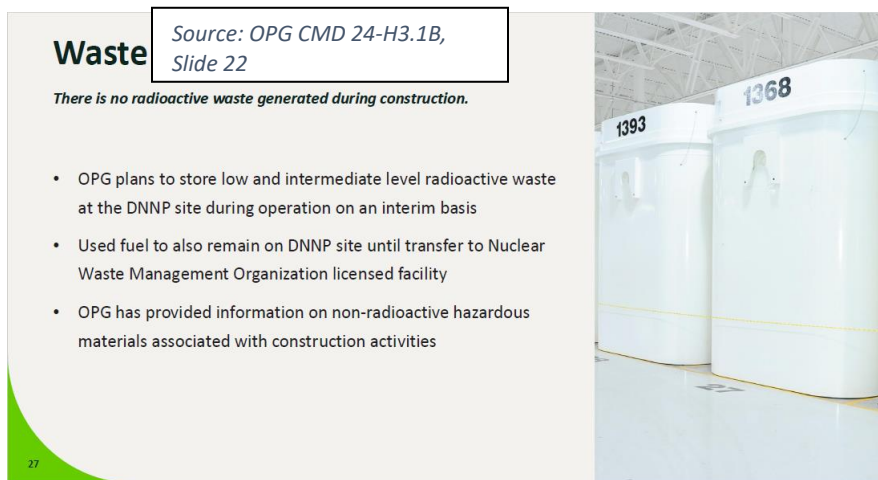 Waste
Source: OPG CMD 24-H3.1B,
Slide 22
There is no radioactive waste generated during construction.
• OPG plans to store low and intermediate level radioactive waste
at the DNNP site during operation on an interim basis
• Used fuel to also remain on DNNP site until transfer to Nuclear
Waste Management Organization licensed facility
• OPG has provided information on non-radioactive hazardous
materials associated with construction activities
1393
1368
27